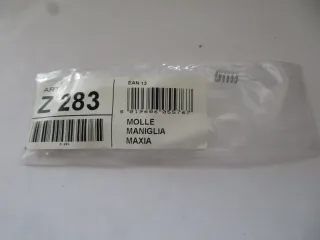 ART.
EAN 13
Z 283
MOLLE
MANIGLIA
MAXIA